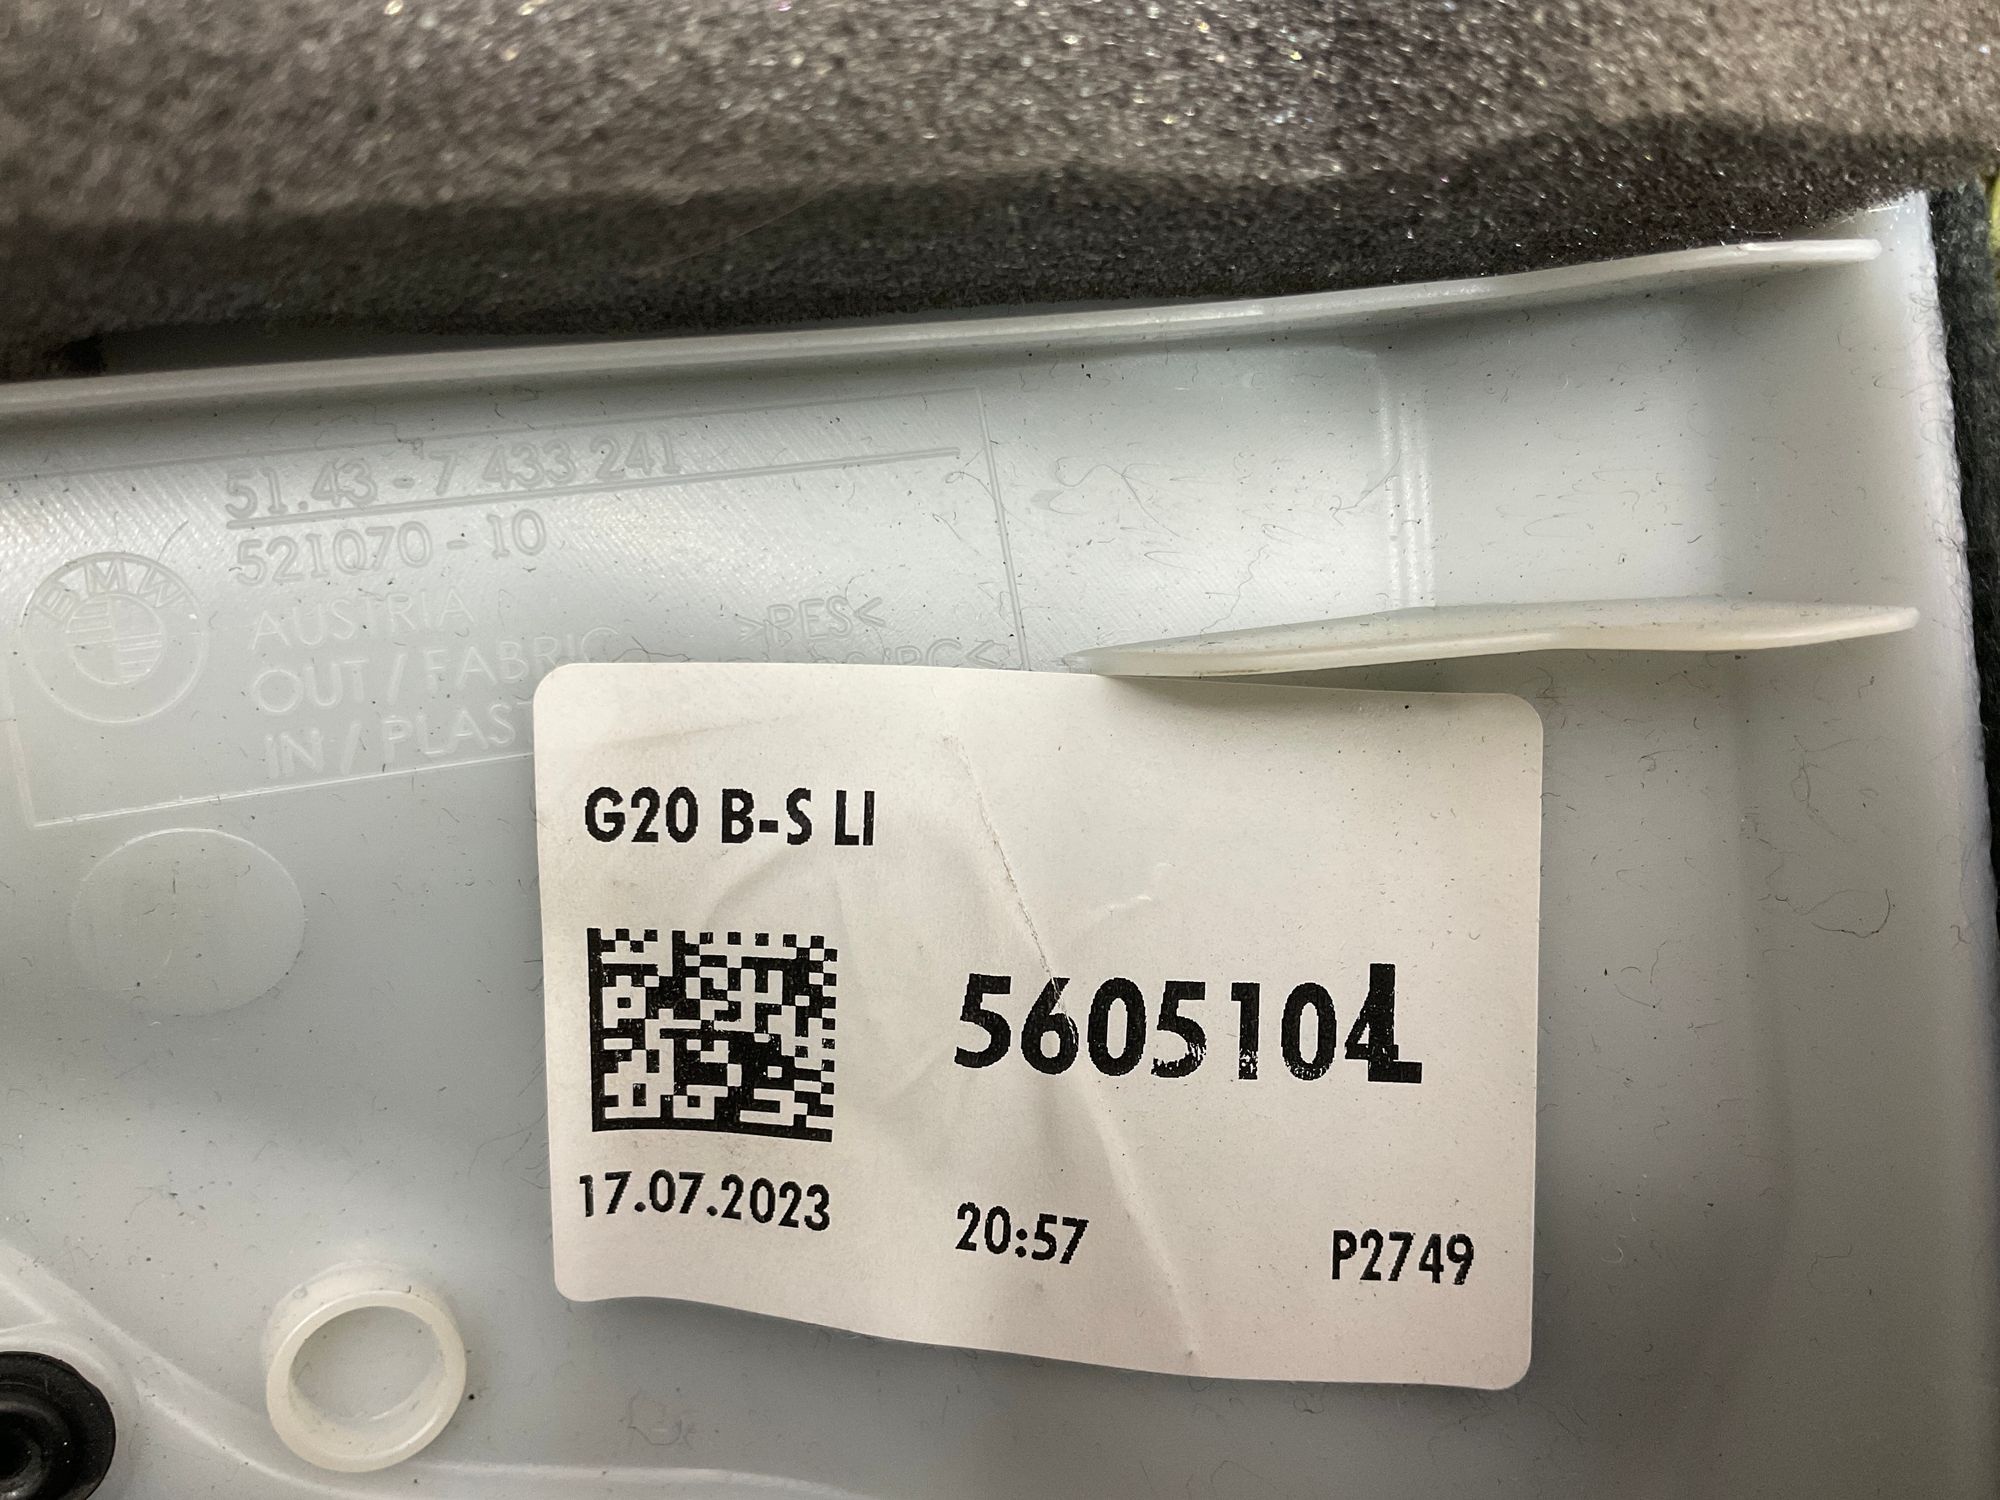 51.43 - 7 433 241
521070 - 10
BMW
AUSTRIA
OUT / FABRIC
IN / PLAST
>PES<
G20 B-S LI
5605104L
17.07.2023
20:57
P2749